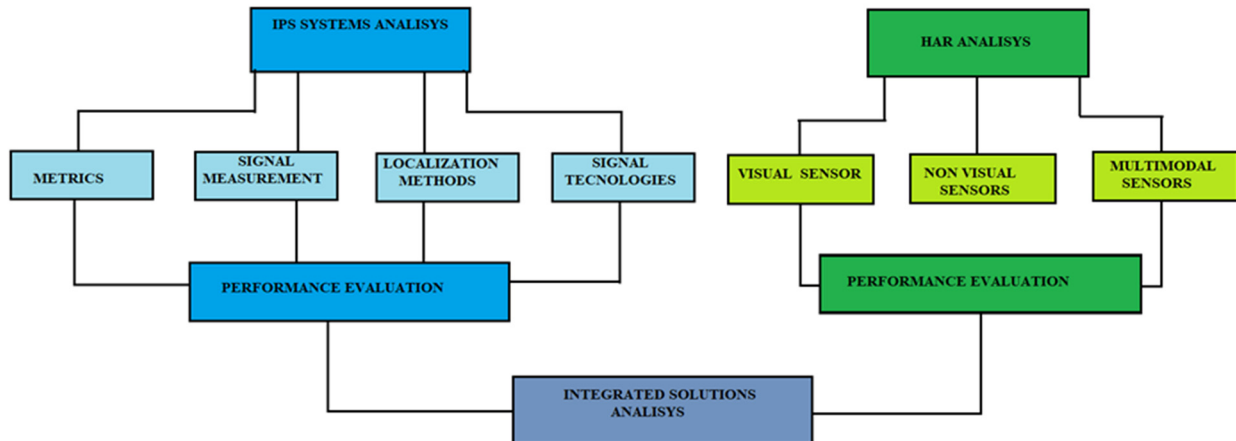 IPS SYSTEMS ANALISYS
HAR ANALISYS
METRICS
SIGNAL
MEASUREMENT
LOCALIZATION
METHODS
SIGNAL
TECNOLOGIES
VISUAL SENSOR
NON VISUAL
SENSORS
MULTIMODAL
SENSORS
PERFORMANCE EVALUATION
PERFORMANCE EVALUATION
INTEGRATED SOLUTIONS
ANALISYS